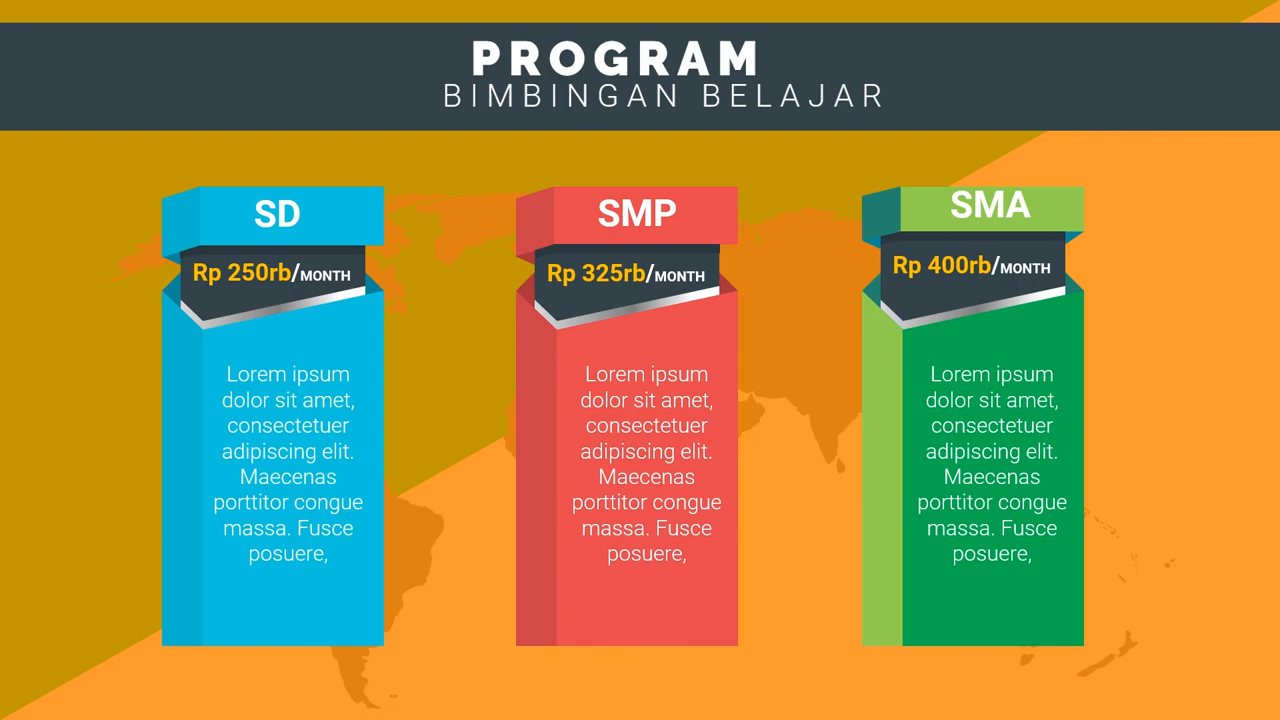 PROGRAM
BIMBINGAN BELAJAR
SD
Rp 250rb/MONTH
Lorem ipsum
dolor sit amet,
consectetuer
adipiscing elit.
Maecenas
porttitor congue
massa. Fusce
posuere,
SMP
Rp 325rb/MONTH
Lorem ipsum
dolor sit amet,
consectetuer
adipiscing elit.
Maecenas
porttitor congue
massa. Fusce
posuere,
SMA
Rp 400rb/MONTH
Lorem ipsum
dolor sit amet,
consectetuer
adipiscing elit.
Maecenas
porttitor congue
massa. Fusce
posuere,